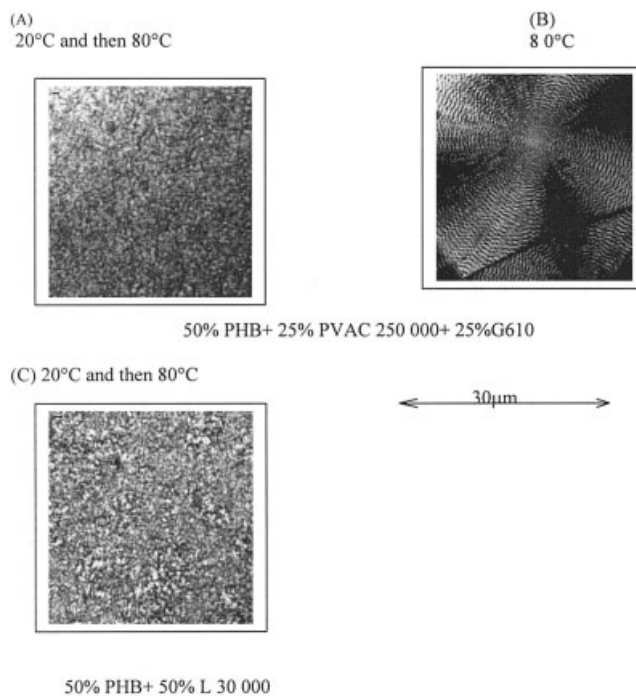 (A)
20°C and then 80°C
(B)
8 0°C
50% PHB+ 25% PVAC 250 000+ 25%G610
(C) 20°C and then 80°C
30μm
50% PHB+ 50% L 30 000